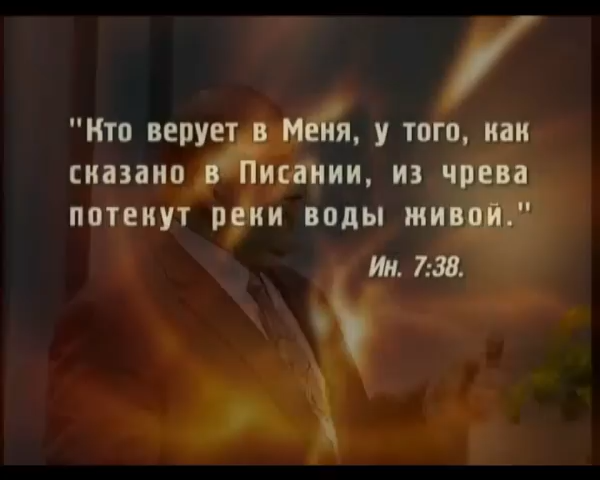 "Кто верует в Меня, у того, как
сказано в Писании, из чрева
потекут реки воды живой."
Ин. 7:38.